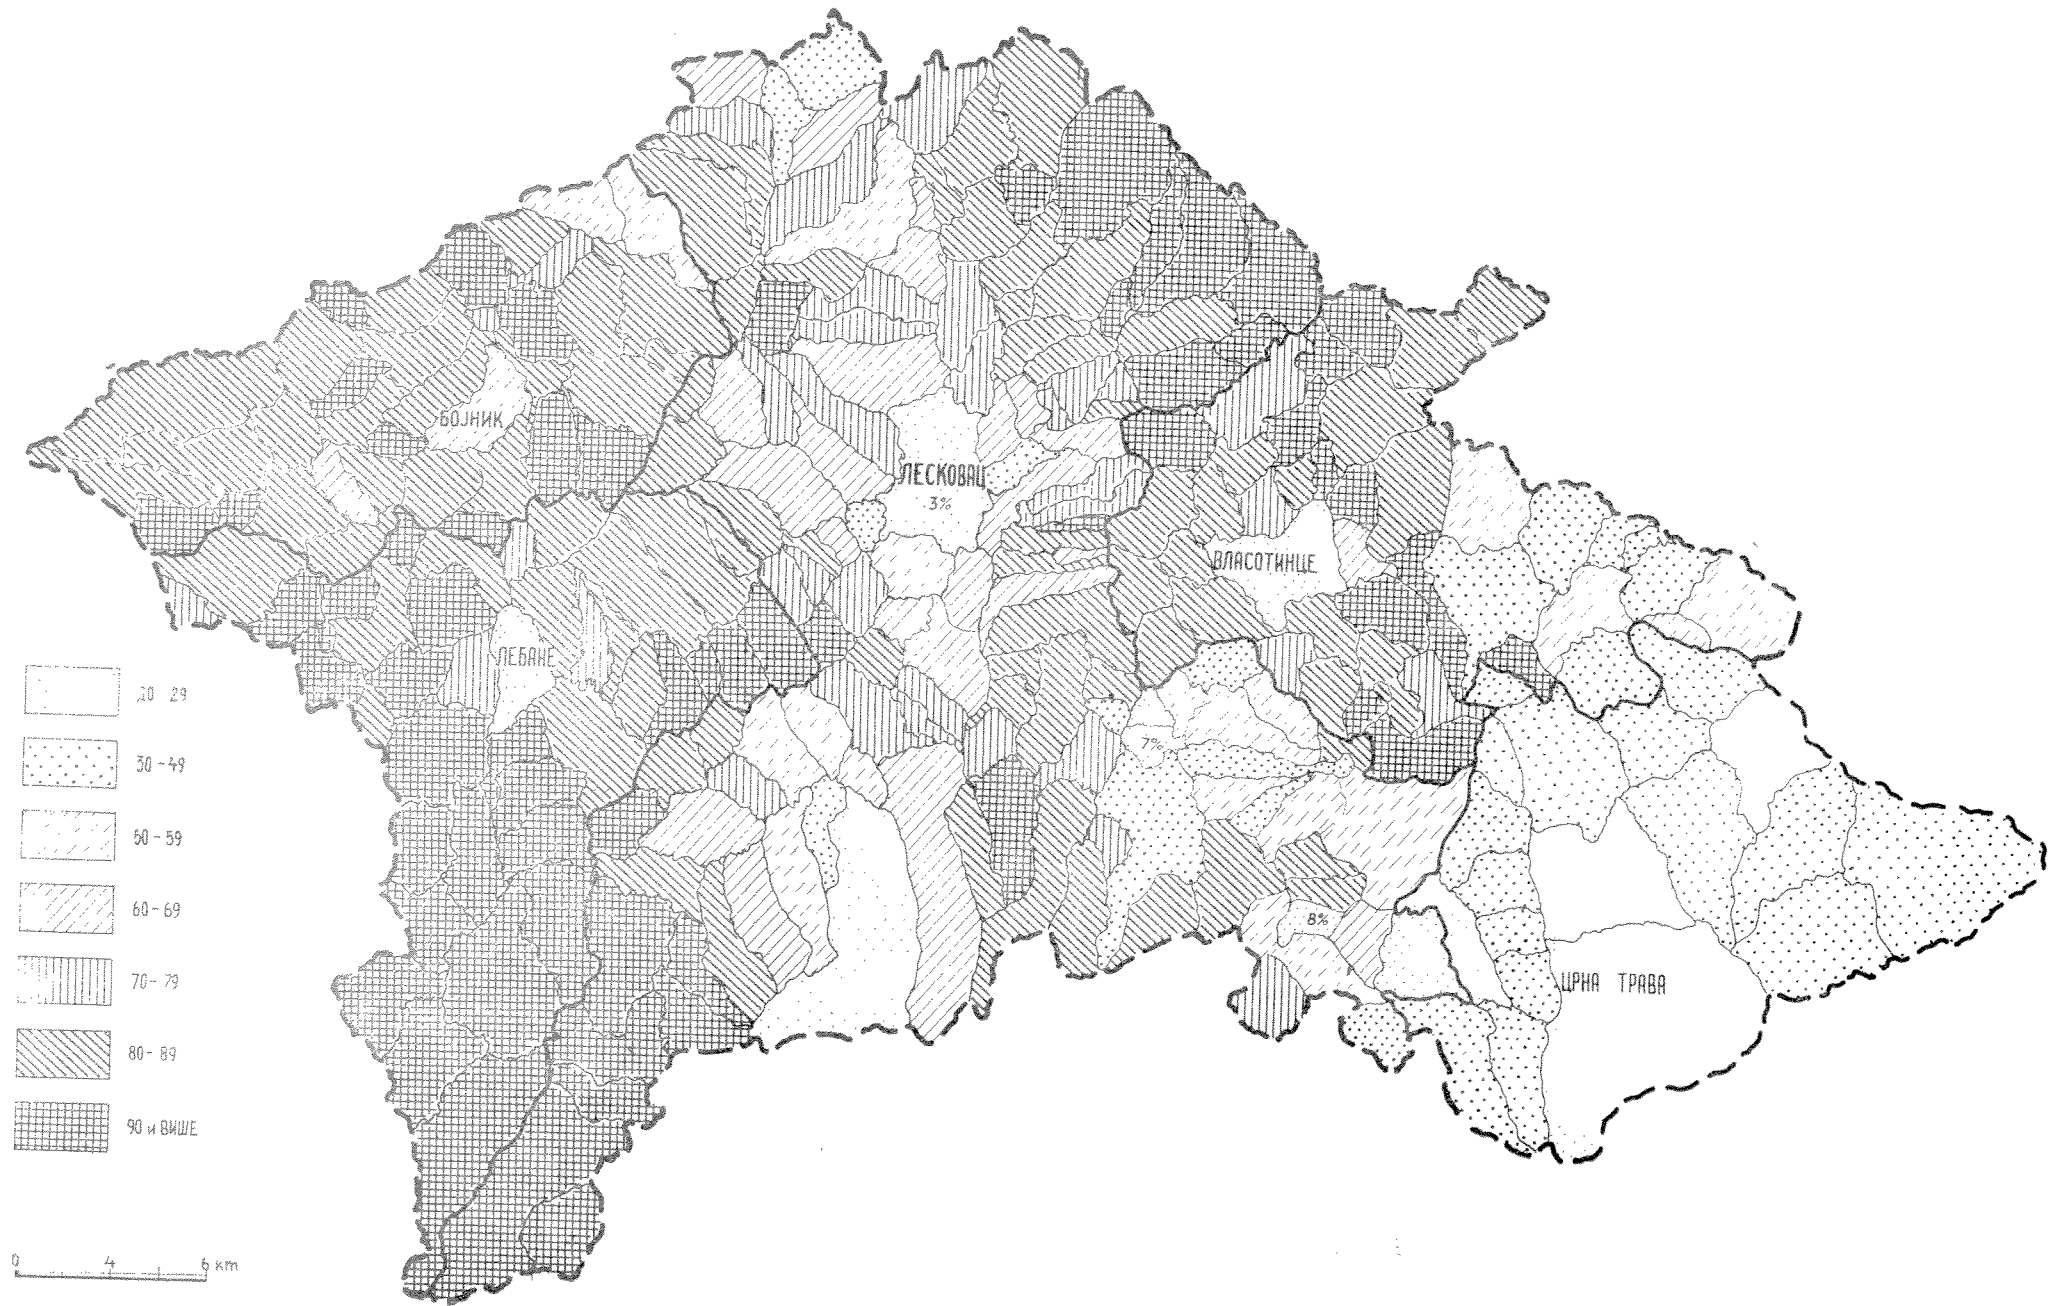 БОЈНИК
ЛЕСКОВАЦ
3%
ВЛАСОТИНЦЕ
ЛЕБАНЕ
7%
8%
ЦРНА ТРАВА
ДО 29
30-49
50-59
60-69
70-79
80-89
90 и ВИШЕ
0 4 6 km